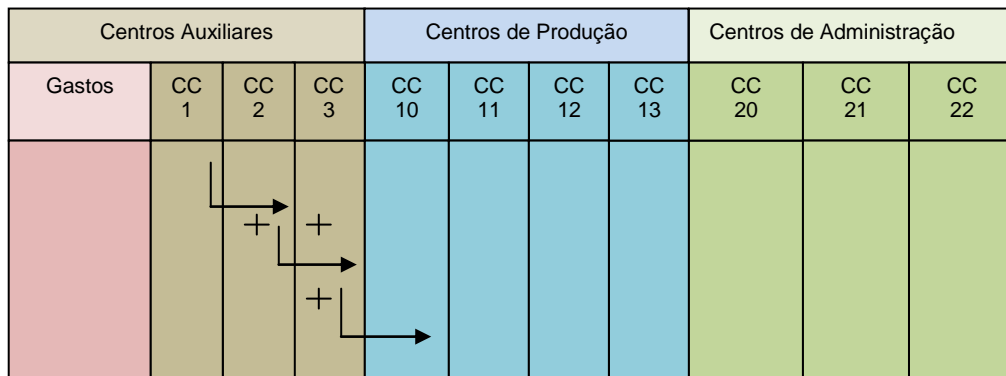 Centros Auxiliares Centros de Produção Centros de Administração
Gastos CC CC CC CC CC CC CC CC CC CC
1 2 3 10 11 12 13 20 21 22
+ +
+